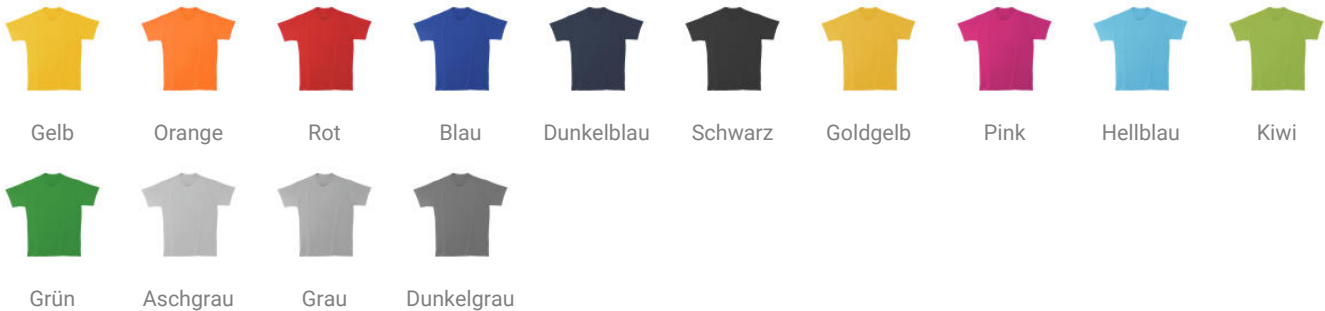 Gelb Orange Rot Blau Dunkelblau Schwarz Goldgelb Pink Hellblau Kiwi
Grün Aschgrau Grau Dunkelgrau